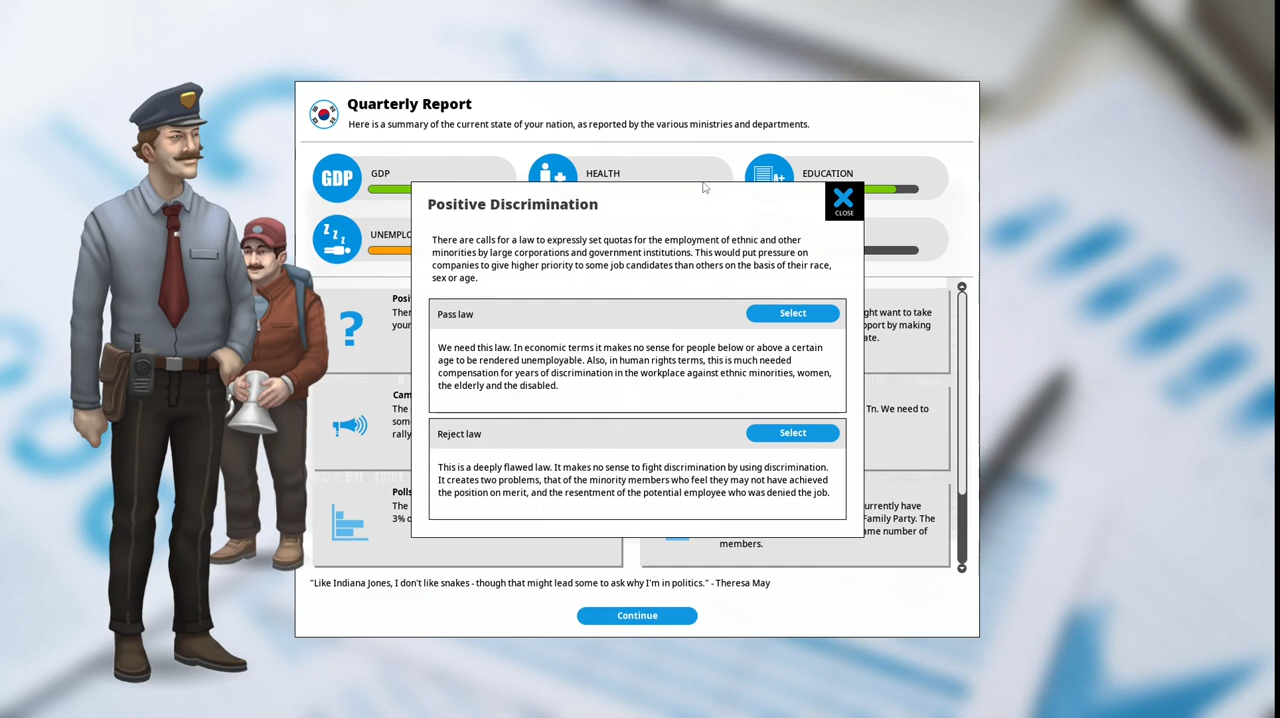 Quarterly Report
Here is a summary of the current state of your nation, as reported by the various ministries and departments.
GDP
GDP
HEALTH
EDUCATION
A+
Z Z Z
Positive Discrimination
CLOSE
There are calls for a law to expressly set quotas for the employment of ethnic and other
minorities by large corporations and government institutions. This would put pressure on
companies to give higher priority to some job candidates than others on the basis of their race,
sex or age.
Pass law
Select
We need this law. In economic terms it makes no sense for people below or above a certain
age to be rendered unemployable. Also, in human rights terms, this is much needed
compensation for years of discrimination in the workplace against ethnic minorities, women,
the elderly and the disabled.
Reject law
Select
This is a deeply flawed law. It makes no sense to fight discrimination by using discrimination.
It creates two problems, that of the minority members who feel they may not have achieved
the position on merit, and the resentment of the potential employee who was denied the job.
?
your
want to take
by making
The
Tn. We need to
Polls
The
3%
have
Family Party. The
number of
members.
"Like Indiana Jones, I don't like snakes - though that might lead some to ask why I'm in politics." - Theresa May
Continue